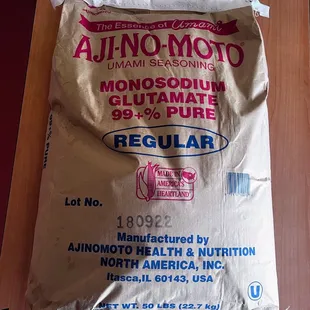 The Essence of Umami
AJI-NO-MOTO®
UMAMI SEASONING
MONOSODIUM
GLUTAMATE
99+% PURE
REGULAR
MADE IN
AMERICA'S
HEARTLAND
Lot No.
180922
Manufactured by
AJINOMOTO HEALTH & NUTRITION
NORTH AMERICA, INC.
Itasca, IL 60143, USA
NET WT. 50 LBS (22.7 kg)
U